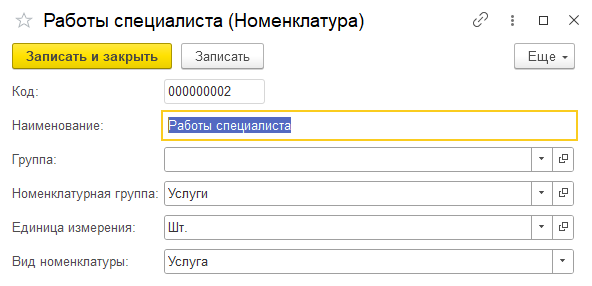 Работы специалиста (Номенклатура)
Записать и закрыть Записать Еще
Код: 000000002
Наименование: Работы специалиста
Группа:
Номенклатурная группа: Услуги
Единица измерения: Шт.
Вид номенклатуры: Услуга